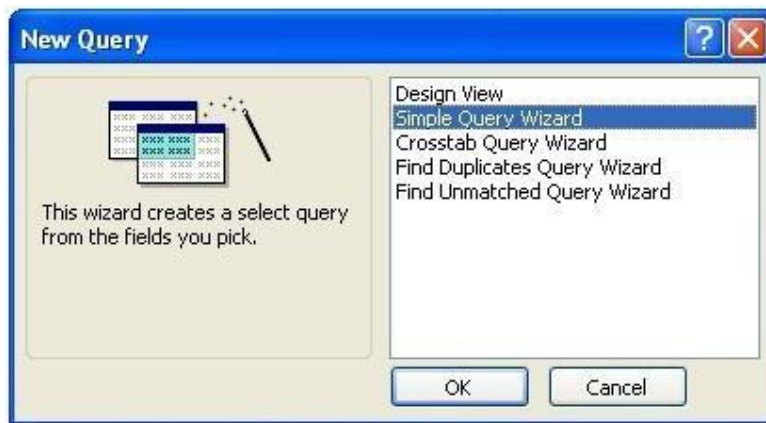 New Query
This wizard creates a select query
from the fields you pick.
Design View
Simple Query Wizard
Crosstab Query Wizard
Find Duplicates Query Wizard
Find Unmatched Query Wizard
OK
Cancel